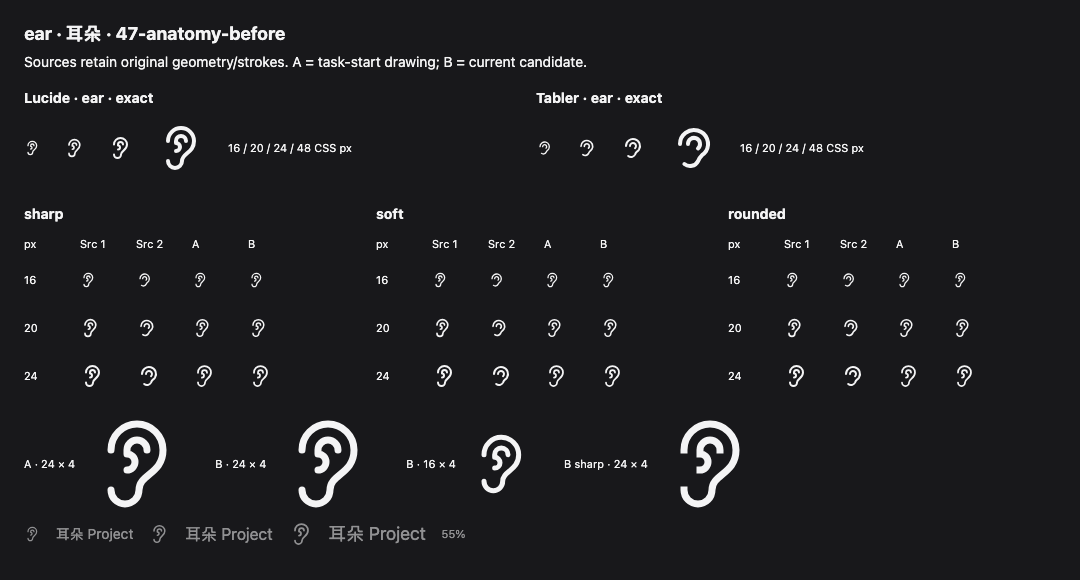 ear · 耳朵 · 47-anatomy-before
Sources retain original geometry/strokes. A = task-start drawing; B = current candidate.
Lucide · ear · exact
Tabler · ear · exact
16 / 20 / 24 / 48 CSS px
16 / 20 / 24 / 48 CSS px
sharp
soft
rounded
px Src 1 Src 2 A B
px Src 1 Src 2 A B
px Src 1 Src 2 A B
16
16
16
20
20
20
24
24
24
A · 24 × 4
B · 24 × 4
B · 16 × 4
B sharp · 24 × 4
耳朵 Project
耳朵 Project
耳朵 Project
55%